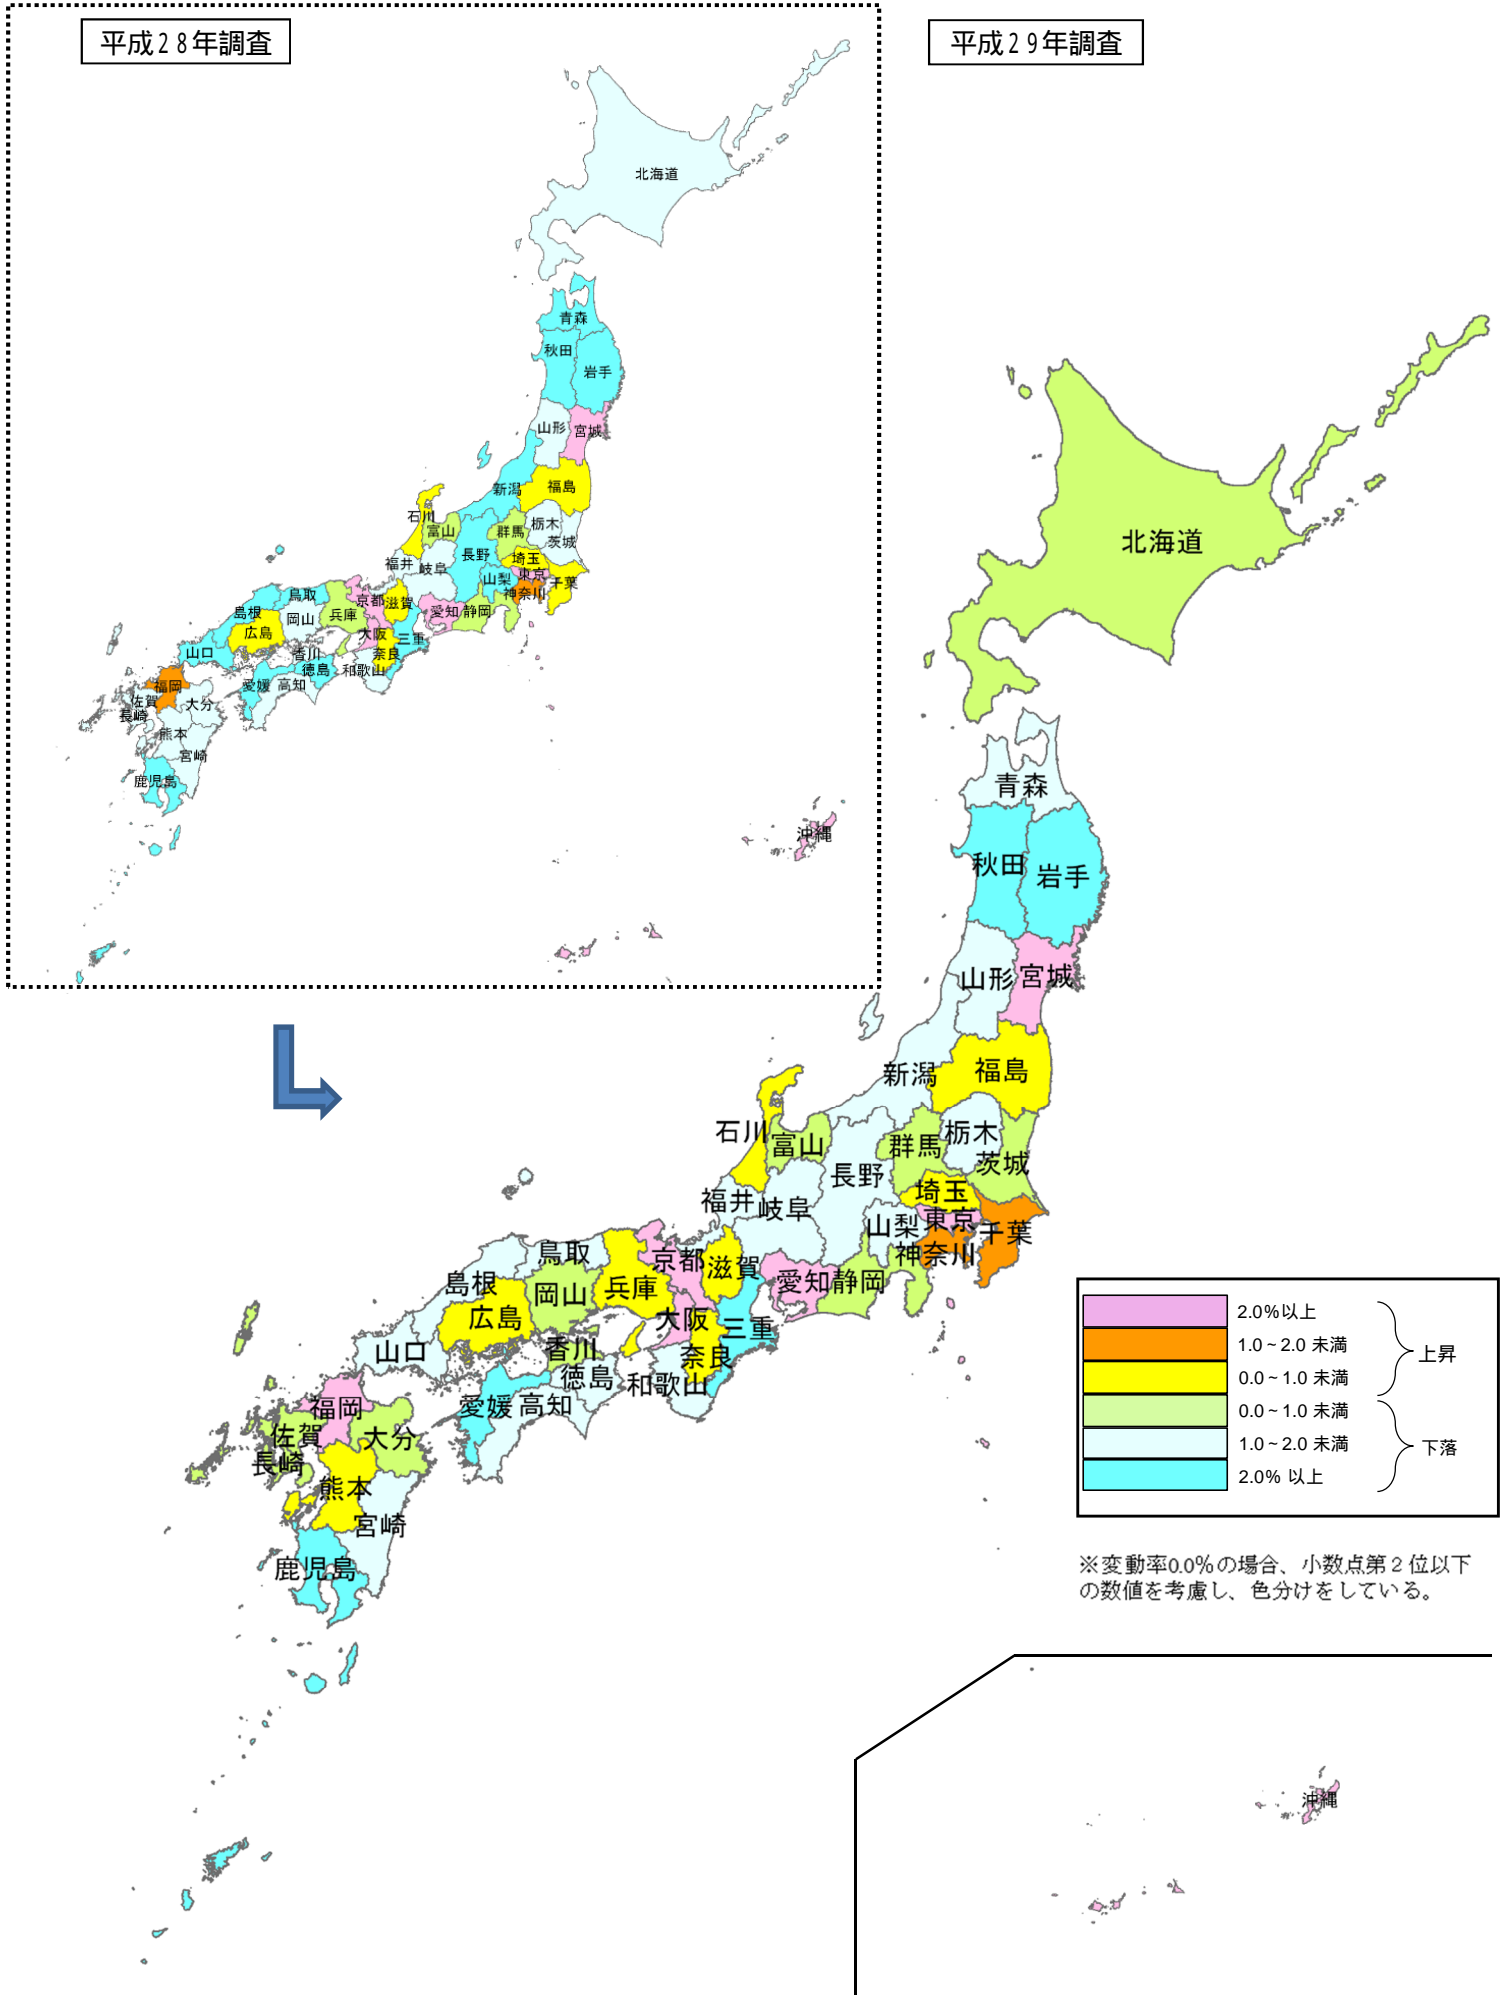 平成28年調査
北海道
青森
秋田
岩手
山形
宮城
新潟
福島
石川
富山
群馬
栃木
茨城
長野
福井
岐阜
埼玉
山梨
東京
千葉
神奈川
鳥取
京都
滋賀
島根
岡山
兵庫
愛知
静岡
広島
大阪
三重
山口
香川
奈良
徳島
和歌山
福岡
愛媛
高知
佐賀
大分
長崎
熊本
宮崎
鹿児島
沖縄
平成29年調査
北海道
青森
秋田
岩手
山形
宮城
新潟
福島
石川
富山
群馬
栃木
茨城
長野
福井
岐阜
埼玉
山梨
東京
千葉
神奈川
鳥取
京都
滋賀
島根
岡山
兵庫
愛知
静岡
広島
大阪
三重
山口
香川
奈良
徳島
和歌山
福岡
愛媛
高知
佐賀
大分
長崎
熊本
宮崎
鹿児島
2.0%以上
1.0~2.0 未満
0.0~1.0 未満
上昇
0.0~1.0 未満
1.0~2.0 未満
2.0% 以上
下落
※変動率0.0%の場合、小数点第2位以下
の数値を考慮し、色分けをしている。
沖縄